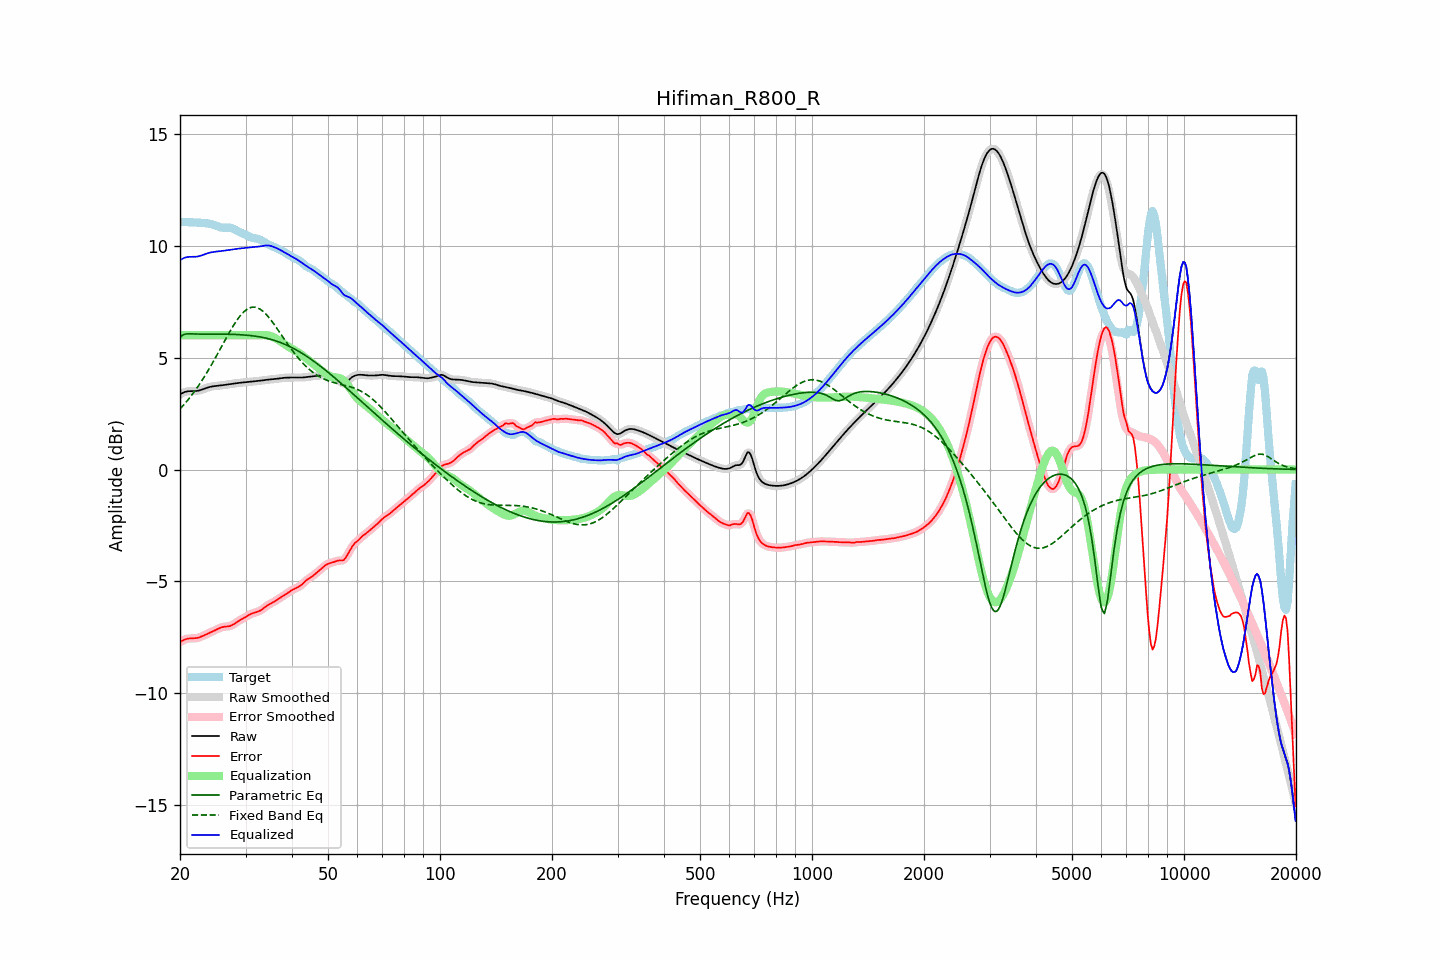 Hifiman_R800_R
Amplitude (dBr)
15
10
5
0
−5
−10
−15
Target
Raw Smoothed
Error Smoothed
Raw
Error
Equalization
Parametric Eq
Fixed Band Eq
Equalized
20 50 100 200 500 1000 2000 5000 10000 20000
Frequency (Hz)